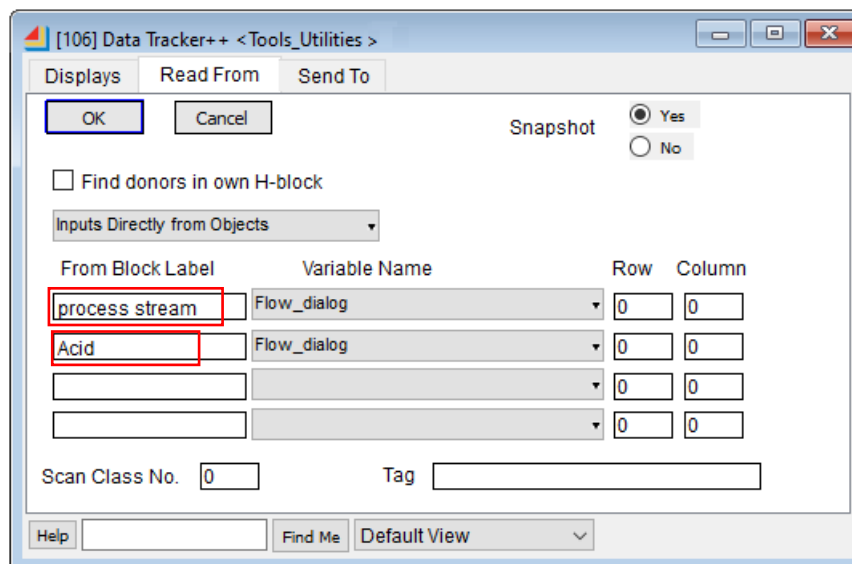 [106] Data Tracker++ <Tools_Utilities >
Displays Read From Send To
OK Cancel Snapshot Yes
No
Find donors in own H-block
Inputs Directly from Objects
From Block Label Variable Name Row Column
process stream Flow_dialog 0 0
Acid Flow_dialog 0 0
0 0
0 0
Scan Class No. 0 Tag
Help Find Me Default View